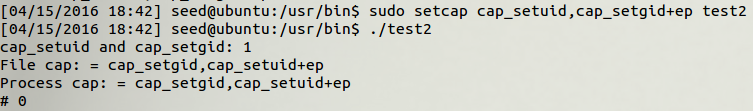 [04/15/2016 18:42] seed@ubuntu:/usr/bin$ sudo setcap cap_setuid,cap_setgid+ep test2
[04/15/2016 18:42] seed@ubuntu:/usr/bin$ ./test2
cap_setuid and cap_setgid: 1
File cap: = cap_setgid,cap_setuid+ep
Process cap: = cap_setgid,cap_setuid+ep
# 0